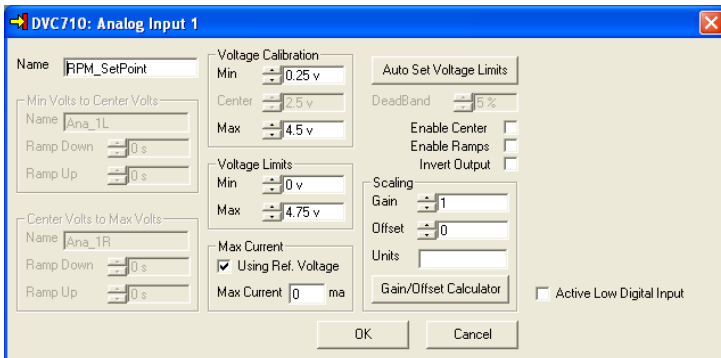 DVC710: Analog Input 1
Name RPM_SetPoint
Min Volts to Center Volts
Name Ana_1L
Ramp Down 0 s
Ramp Up 0 s
Center Volts to Max Volts
Name Ana_1R
Ramp Down 0 s
Ramp Up 0 s
Voltage Calibration
Min 0.25 v
Center 2.5 v
Max 4.5 v
Voltage Limits
Min 0 v
Max 4.75 v
Max Current
Using Ref. Voltage
Max Current 0 ma
Auto Set Voltage Limits
DeadBand 5 %
Enable Center
Enable Ramps
Invert Output
Scaling
Gain 1
Offset 0
Units
Gain/Offset Calculator
Active Low Digital Input
OK Cancel